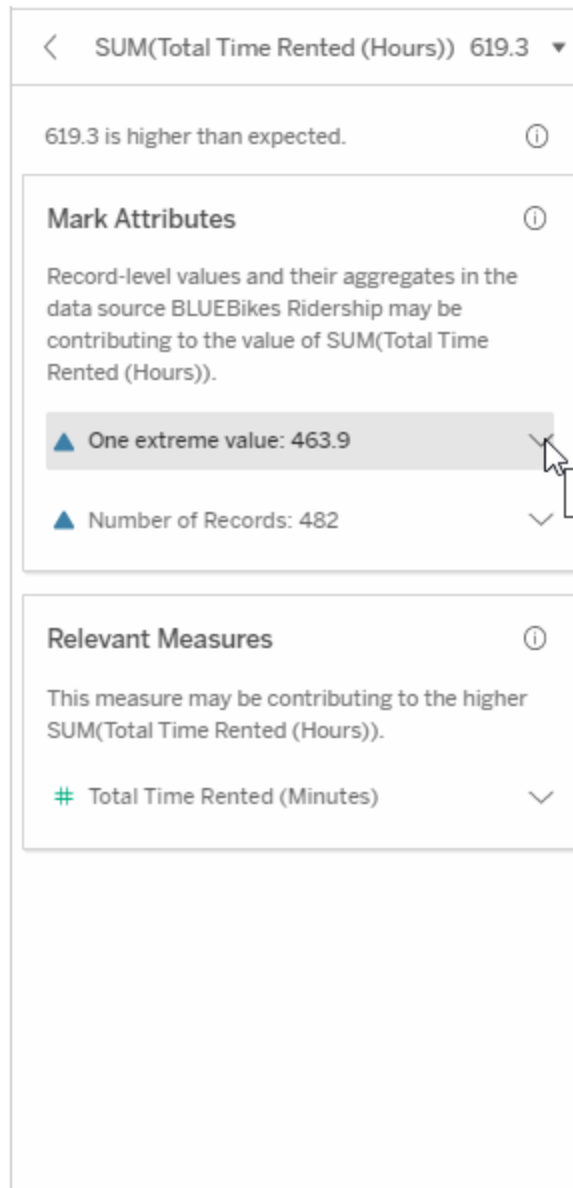 SUM(Total Time Rented (Hours)) 619.3
619.3 is higher than expected.
Mark Attributes
Record-level values and their aggregates in the
data source BLUEBikes Ridership may be
contributing to the value of SUM(Total Time
Rented (Hours)).
One extreme value: 463.9
Number of Records: 482
Relevant Measures
This measure may be contributing to the higher
SUM(Total Time Rented (Hours)).
# Total Time Rented (Minutes)